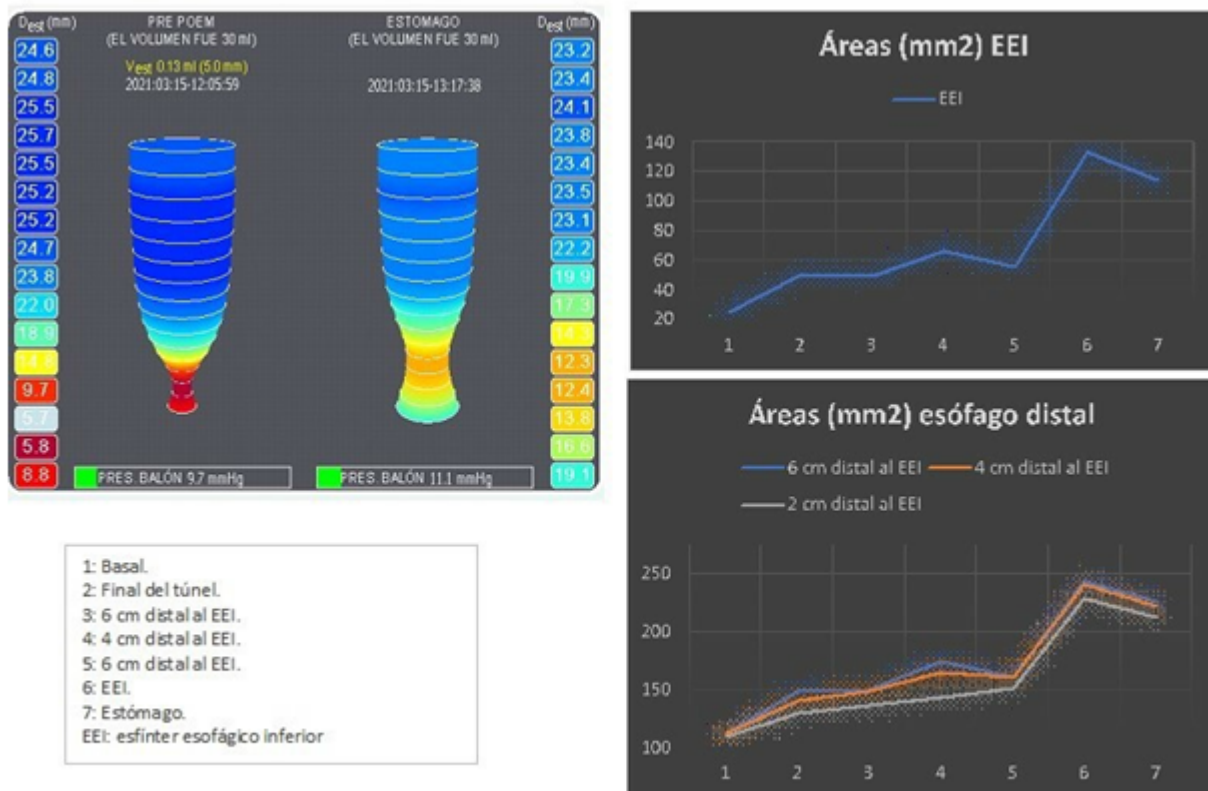 Dest (mm)
PRE POEM
(EL VOLUMEN FUE 30 ml)
Vest 0.13 ml (5.0 mm)
2021:03:15-12:05:59
24.6
24.8
25.5
25.7
25.5
25.2
25.2
24.7
23.8
22.0
18.9
14.8
9.7
5.7
5.8
8.8
PRES. BALÓN 9.7 mmHg
ESTOMAGO
(EL VOLUMEN FUE 30 ml)
2021:03:15-13:17:38
Dest (mm)
23.2
23.4
24.1
23.8
23.4
23.5
23.1
22.2
19.9
17.3
14.3
12.3
12.4
13.8
16.6
19.1
PRES. BALÓN 11.1 mmHg
1: Basal.
2: Final del túnel.
3: 6 cm distal al EEI.
4: 4 cm distal al EEI.
5: 6 cm distal al EEI.
6: EEI.
7: Estómago.
EEI: esfínter esofágico inferior
Áreas (mm2) EEI
EEI
140
120
100
80
60
40
20
1 2 3 4 5 6 7
Áreas (mm2) esófago distal
6 cm distal al EEI
4 cm distal al EEI
2 cm distal al EEI
250
200
150
100
1 2 3 4 5 6 7